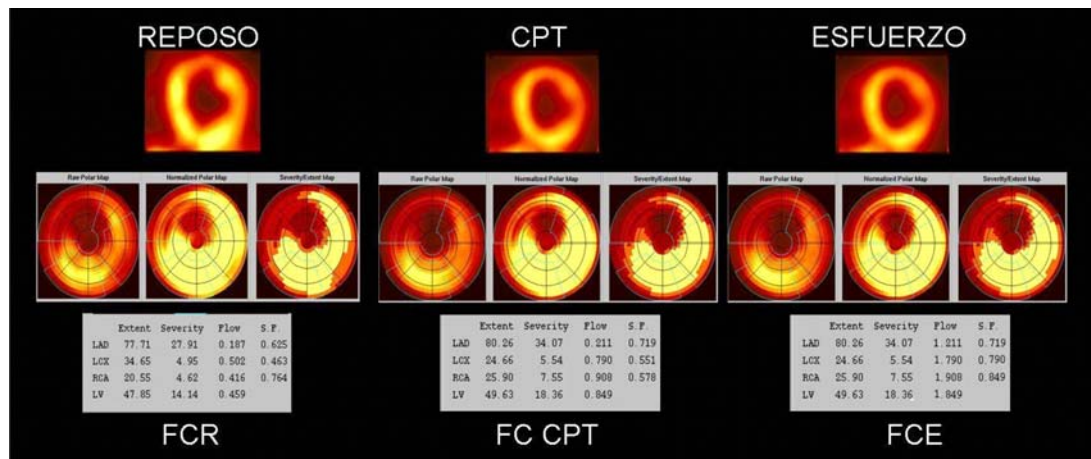 REPOSO CPT ESFUERZO
Raw Polar Map Normalized Polar Map Severity/Extent Map Raw Polar Map Normalized Polar Map Severity/Extent Map Raw Polar Map Normalized Polar Map Severity/Extent Map
Extent Severity Flow S.F.
LAD 77.71 27.91 0.187 0.625
LCX 34.65 4.95 0.502 0.463
RCA 20.55 4.62 0.416 0.764
LV 47.85 14.14 0.459
Extent Severity Flow S.F.
LAD 80.26 34.07 0.211 0.719
LCX 24.66 5.54 0.790 0.551
RCA 25.90 7.55 0.908 0.578
LV 49.63 18.36 0.849
Extent Severity Flow S.F.
LAD 80.26 34.07 1.211 0.719
LCX 24.66 5.54 1.790 0.790
RCA 25.90 7.55 1.908 0.849
LV 49.63 18.36 1.849
FCR FC CPT FCE